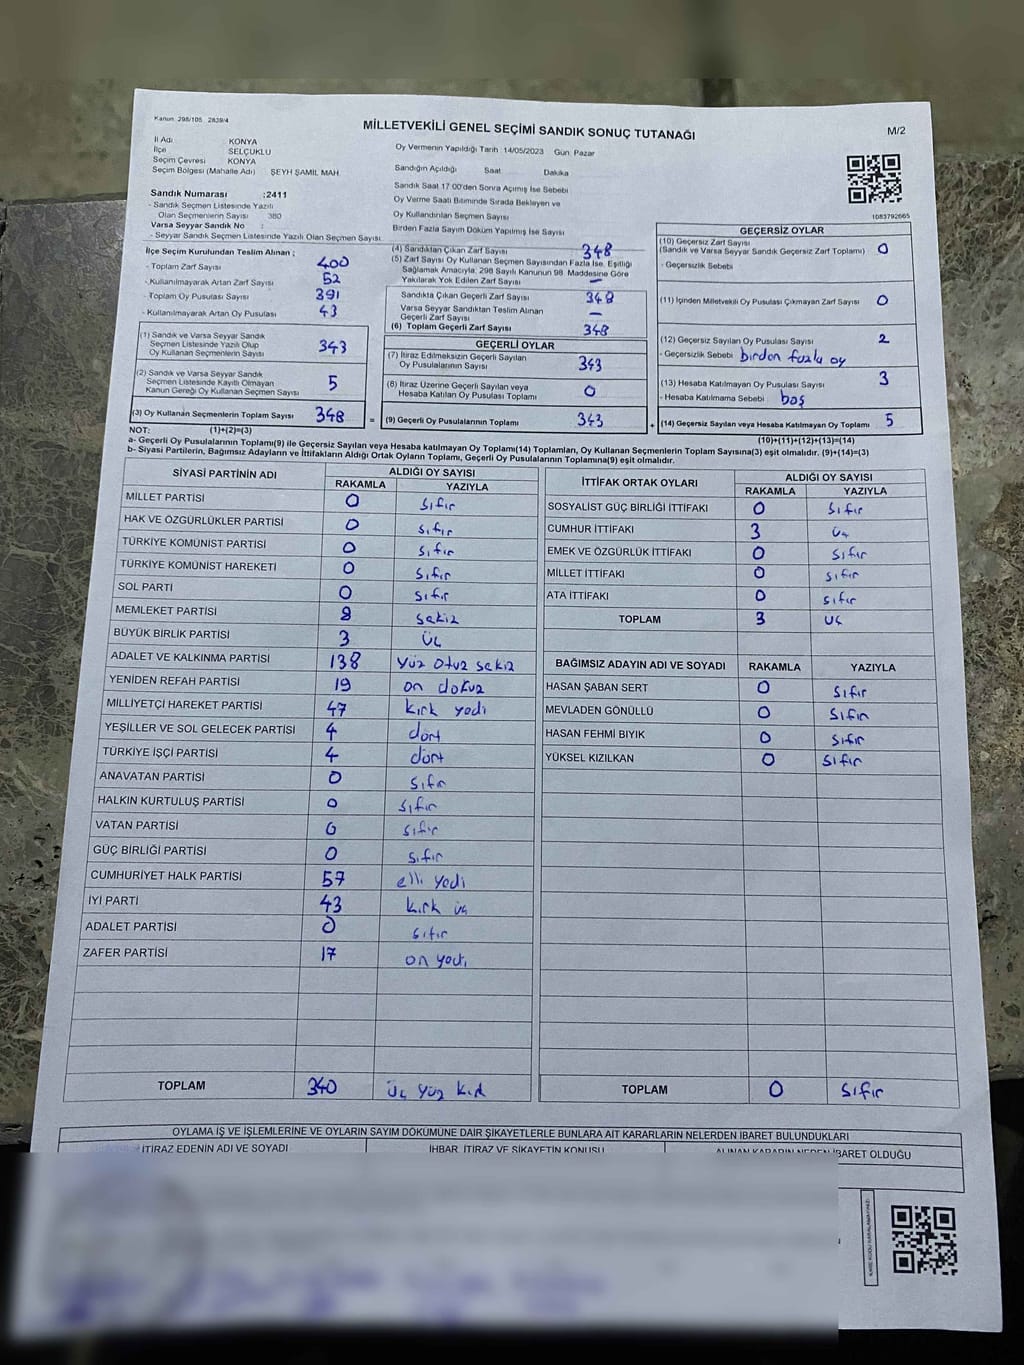 Kanun 298/105 2839/4
MİLLETVEKİLİ GENEL SEÇİMİ SANDIK SONUÇ TUTANAĞI
M/2
İl Adı KONYA
İlçe SELÇUKLU
Seçim Çevresi KONYA
Seçim Bölgesi (Mahalle Adı) ŞEYH ŞAMİL MAH.
Oy Vermenin Yapıldığı Tarih :14/05/2023 Gün: Pazar
Sandığın Açıldığı Saat Dakika
Sandık Saat 17:00'den Sonra Açılmış İse Sebebi
Oy Verme Saati Bitiminde Sırada Bekleyen ve
Oy Kullandırılan Seçmen Sayısı
Birden Fazla Sayım Döküm Yapılmış İse Sayısı
1083792665
Sandık Numarası :2411
- Sandık Seçmen Listesinde Yazılı
Olan Seçmenlerin Sayısı 380
Varsa Seyyar Sandık No :
- Seyyar Sandık Seçmen Listesinde Yazılı Olan Seçmen Sayısı
İlçe Seçim Kurulundan Teslim Alınan ;
- Toplam Zarf Sayısı 400
- Kullanılmayarak Artan Zarf Sayısı 52
- Toplam Oy Pusulası Sayısı 391
- Kullanılmayarak Artan Oy Pusulası 43
(1) Sandık ve Varsa Seyyar Sandık
Seçmen Listesinde Yazılı Olup
Oy Kullanan Seçmenlerin Sayısı 343
(2) Sandık ve Varsa Seyyar Sandık
Seçmen Listesinde Kayıtlı Olmayan
Kanun Gereği Oy Kullanan Seçmen Sayısı 5
(3) Oy Kullanan Seçmenlerin Toplam Sayısı 348 =
(4) Sandıktan Çıkan Zarf Sayısı 348
(5) Zarf Sayısı Oy Kullanan Seçmen Sayısından Fazla İse, Eşitliği
Sağlamak Amacıyla, 298 Sayılı Kanunun 98. Maddesine Göre
Yakılarak Yok Edilen Zarf Sayısı —
Sandıkta Çıkan Geçerli Zarf Sayısı 348
Varsa Seyyar Sandıktan Teslim Alınan
Geçerli Zarf Sayısı —
(6) Toplam Geçerli Zarf Sayısı 348
GEÇERLİ OYLAR
(7) İtiraz Edilmeksizin Geçerli Sayılan
Oy Pusulalarının Sayısı 343
(8) İtiraz Üzerine Geçerli Sayılan veya
Hesaba Katılan Oy Pusulası Toplamı 0
(9) Geçerli Oy Pusulalarının Toplamı 343 +
GEÇERSİZ OYLAR
(10) Geçersiz Zarf Sayısı
(Sandık ve Varsa Seyyar Sandık Geçersiz Zarf Toplamı) 0
- Geçersizlik Sebebi
(11) İçinden Milletvekili Oy Pusulası Çıkmayan Zarf Sayısı 0
(12) Geçersiz Sayılan Oy Pusulası Sayısı 2
- Geçersizlik Sebebi birden fazla oy
(13) Hesaba Katılmayan Oy Pusulası Sayısı 3
- Hesaba Katılmama Sebebi boş
(14) Geçersiz Sayılan veya Hesaba Katılmayan Oy Toplamı 5
NOT: (1)+(2)=(3)
(10)+(11)+(12)+(13)=(14)
a- Geçerli Oy Pusulalarının Toplamı(9) ile Geçersiz Sayılan veya Hesaba katılmayan Oy Toplamı(14) Toplamları, Oy Kullanan Seçmenlerin Toplam Sayısına(3) eşit olmalıdır. (9)+(14)=(3)
b- Siyasi Partilerin, Bağımsız Adayların ve İttifakların Aldığı Ortak Oyların Toplamı, Geçerli Oy Pusulalarının Toplamına(9) eşit olmalıdır.
SİYASİ PARTİNİN ADI
ALDIĞI OY SAYISI
RAKAMLA YAZIYLA
MİLLET PARTİSİ 0 sıfır
HAK VE ÖZGÜRLÜKLER PARTİSİ 0 sıfır
TÜRKİYE KOMÜNİST PARTİSİ 0 sıfır
TÜRKİYE KOMÜNİST HAREKETİ 0 sıfır
SOL PARTİ 0 sıfır
MEMLEKET PARTİSİ 8 sekiz
BÜYÜK BİRLİK PARTİSİ 3 üç
ADALET VE KALKINMA PARTİSİ 138 yüz otuz sekiz
YENİDEN REFAH PARTİSİ 19 on dokuz
MİLLİYETÇİ HAREKET PARTİSİ 47 kırk yedi
YEŞİLLER VE SOL GELECEK PARTİSİ 4 dört
TÜRKİYE İŞÇİ PARTİSİ 4 dört
ANAVATAN PARTİSİ 0 sıfır
HALKIN KURTULUŞ PARTİSİ 0 sıfır
VATAN PARTİSİ 0 sıfır
GÜÇ BİRLİĞİ PARTİSİ 0 sıfır
CUMHURİYET HALK PARTİSİ 57 elli yedi
İYİ PARTİ 43 kırk üç
ADALET PARTİSİ 0 sıfır
ZAFER PARTİSİ 17 on yedi
TOPLAM 340 üç yüz kırk
İTTİFAK ORTAK OYLARI
ALDIĞI OY SAYISI
RAKAMLA YAZIYLA
SOSYALİST GÜÇ BİRLİĞİ İTTİFAKI 0 sıfır
CUMHUR İTTİFAKI 3 üç
EMEK VE ÖZGÜRLÜK İTTİFAKI 0 sıfır
MİLLET İTTİFAKI 0 sıfır
ATA İTTİFAKI 0 sıfır
TOPLAM 3 üç
BAĞIMSIZ ADAYIN ADI VE SOYADI RAKAMLA YAZIYLA
HASAN ŞABAN SERT 0 sıfır
MEVLADEN GÖNÜLLÜ 0 sıfır
HASAN FEHMİ BIYIK 0 sıfır
YÜKSEL KIZILKAN 0 sıfır
TOPLAM 0 sıfır
OYLAMA İŞ VE İŞLEMLERİNE VE OYLARIN SAYIM DÖKÜMÜNE DAİR ŞİKAYETLERLE BUNLARA AİT KARARLARIN NELERDEN İBARET BULUNDUKLARI
İTİRAZ EDENİN ADI VE SOYADI İHBAR, İTİRAZ VE ŞİKAYETİN KONUSU ALINAN KARARIN NEDEN İBARET OLDUĞU